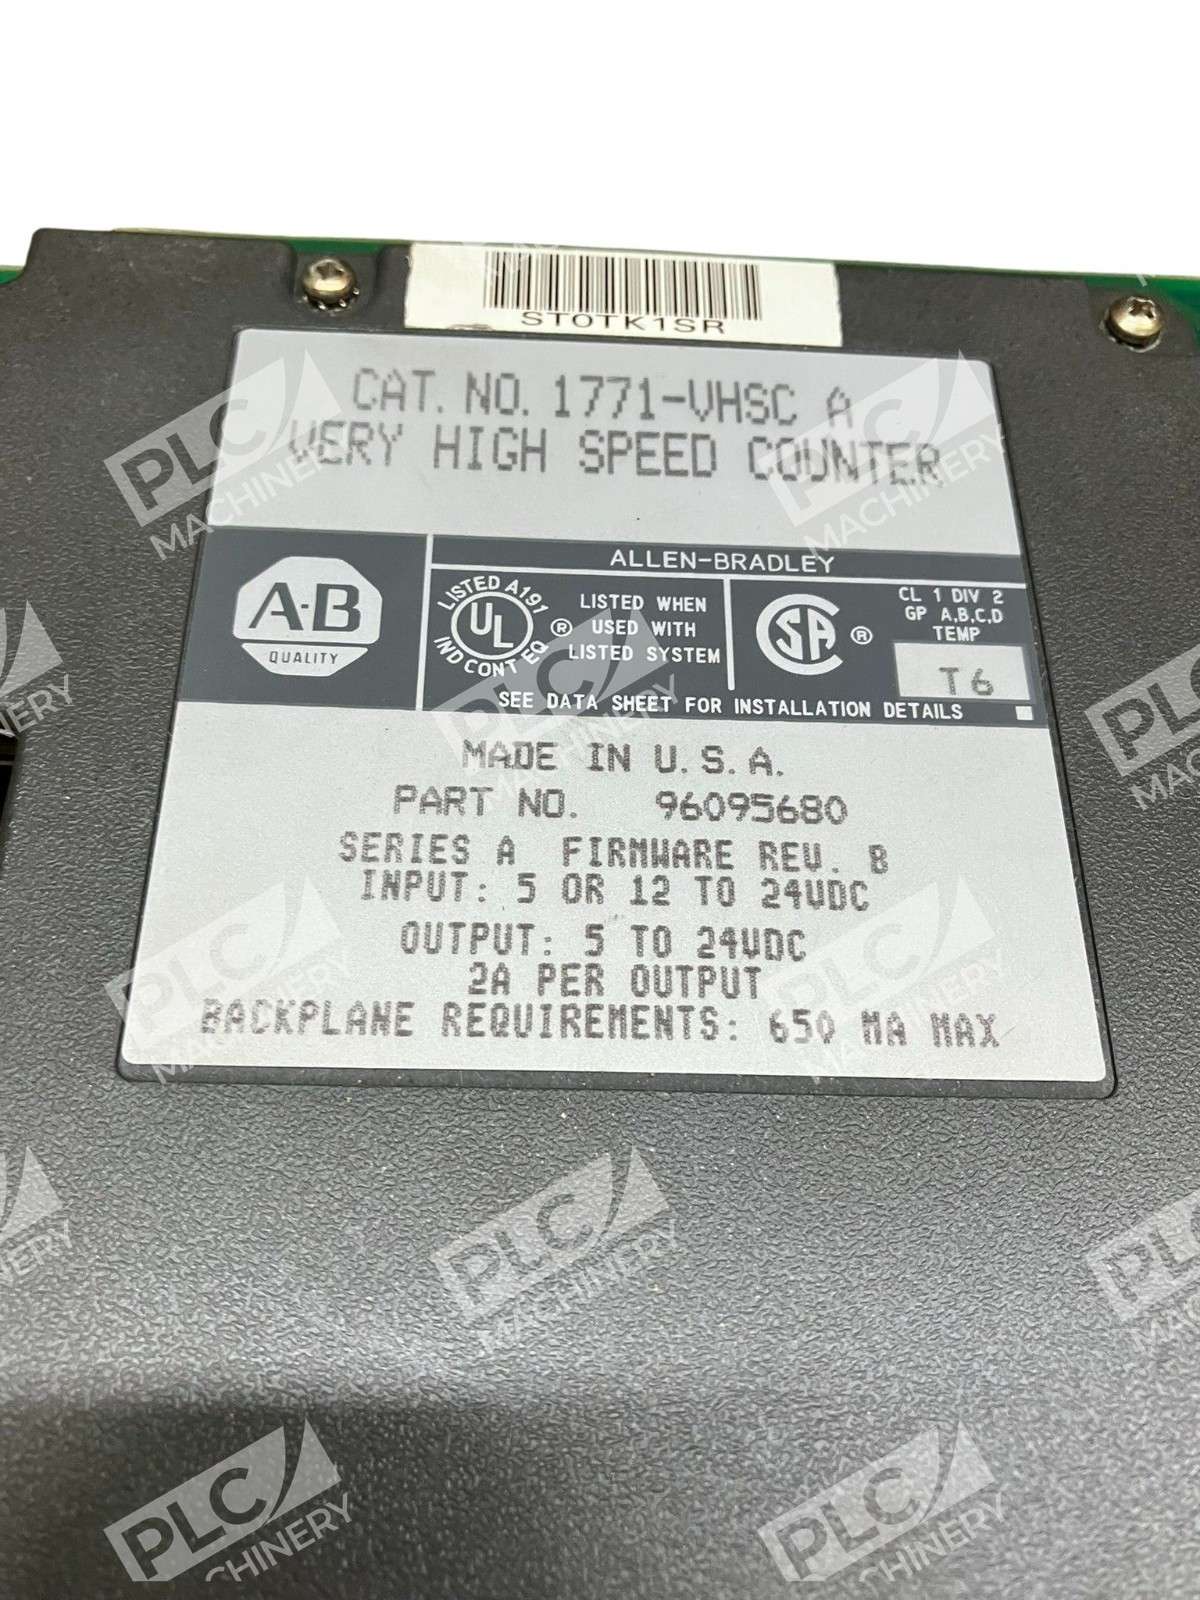 ST0TK1SR
CAT. NO. 1771-VHSC A
VERY HIGH SPEED COUNTER
ALLEN-BRADLEY
A-B
QUALITY
LISTED A191
UL
IND CONT EQ
®
LISTED WHEN
USED WITH
LISTED SYSTEM
SA
®
CL 1 DIV 2
GP A,B,C,D
TEMP
T6
SEE DATA SHEET FOR INSTALLATION DETAILS
MADE IN U.S.A.
PART NO. 96095680
SERIES A FIRMWARE REV. B
INPUT: 5 OR 12 TO 24VDC
OUTPUT: 5 TO 24VDC
2A PER OUTPUT
BACKPLANE REQUIREMENTS: 650 MA MAX
PLC
MACHINERY